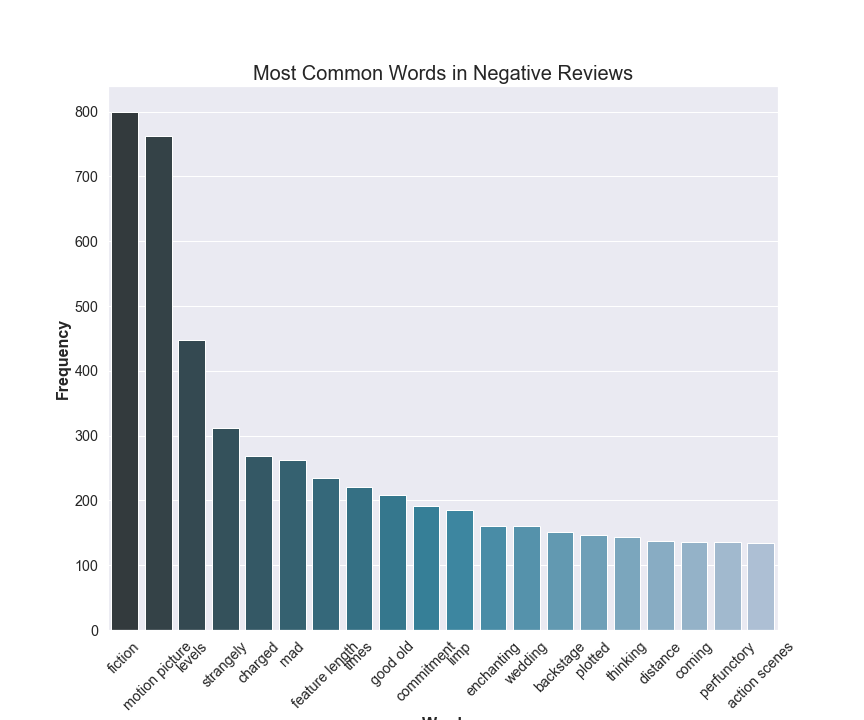 Most Common Words in Negative Reviews
Frequency
800
700
600
500
400
300
200
100
0
fiction
motion picture
levels
strangely
charged
mad
feature length
times
good old
commitment
limp
enchanting
wedding
backstage
plotted
thinking
distance
coming
perfunctory
action scenes